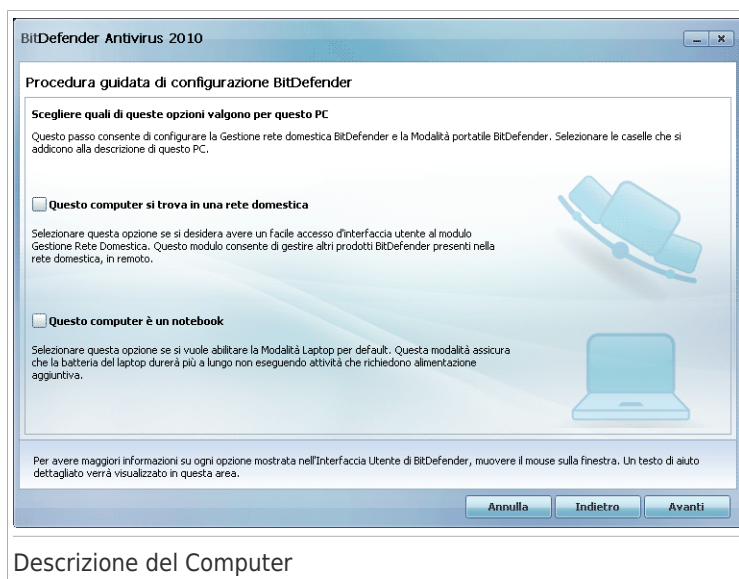 BitDefender Antivirus 2010
Procedura guidata di configurazione BitDefender
Scegliere quali di queste opzioni valgono per questo PC
Questo passo consente di configurare la Gestione rete domestica BitDefender e la Modalità portatile BitDefender. Selezionare le caselle che si
addicono alla descrizione di questo PC.
Questo computer si trova in una rete domestica
Selezionare questa opzione se si desidera avere un facile accesso d'interfaccia utente al modulo
Gestione Rete Domestica. Questo modulo consente di gestire altri prodotti BitDefender presenti nella
rete domestica, in remoto.
Questo computer è un notebook
Selezionare questa opzione se si vuole abilitare la Modalità Laptop per default. Questa modalità assicura
che la batteria del laptop durerà più a lungo non eseguendo attività che richiedono alimentazione
aggiuntiva.
Per avere maggiori informazioni su ogni opzione mostrata nell'Interfaccia Utente di BitDefender, muovere il mouse sulla finestra. Un testo di aiuto
dettagliato verrà visualizzato in questa area.
Annulla Indietro Avanti
Descrizione del Computer